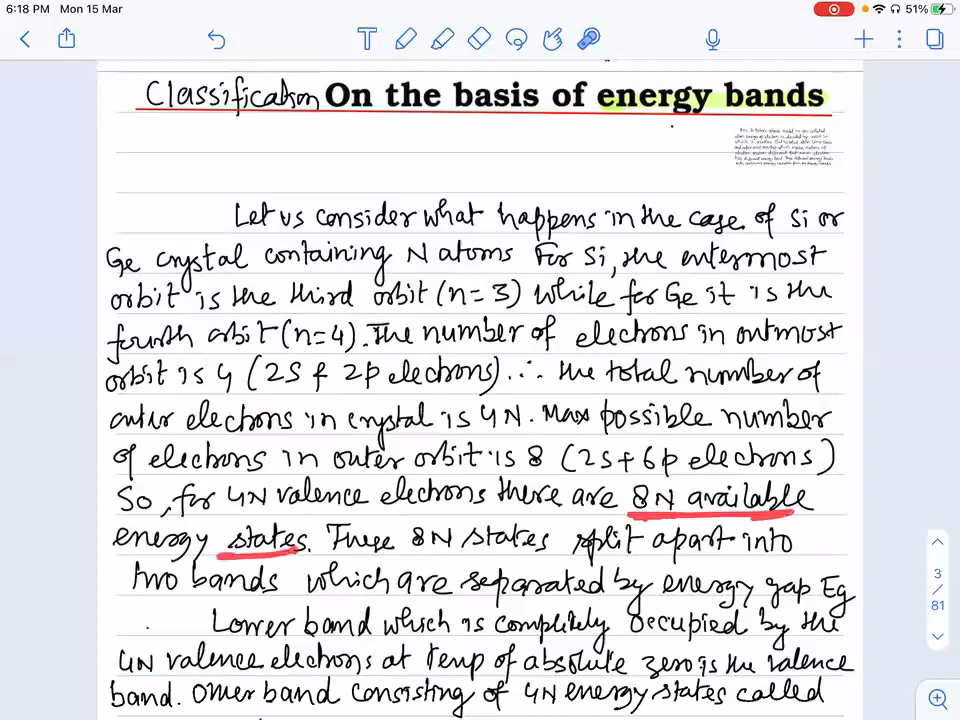 6:18 PM Mon 15 Mar
51%
Classification On the basis of energy bands
Let us consider what happens in the case of Si or
Ge crystal containing N atoms For Si, the outermost
orbit is the third orbit (n=3) while for Ge it is the
fourth orbit (n=4). The number of electrons in outmost
orbit is 4 (2s f 2p electrons). ∴ the total number of
outer electrons in crystal is 4N. Max possible number
of electrons in outer orbit is 8 (2s+6p electrons)
So, for 4N valence electrons there are 8N available
energy states. These 8N states split apart into
two bands which are separated by energy gap Eg
Lower band which is completely occupied by the
4N valence electrons at temp of absolute zero is the valence
band. Other band consisting of 4N energy states called
3
/
81